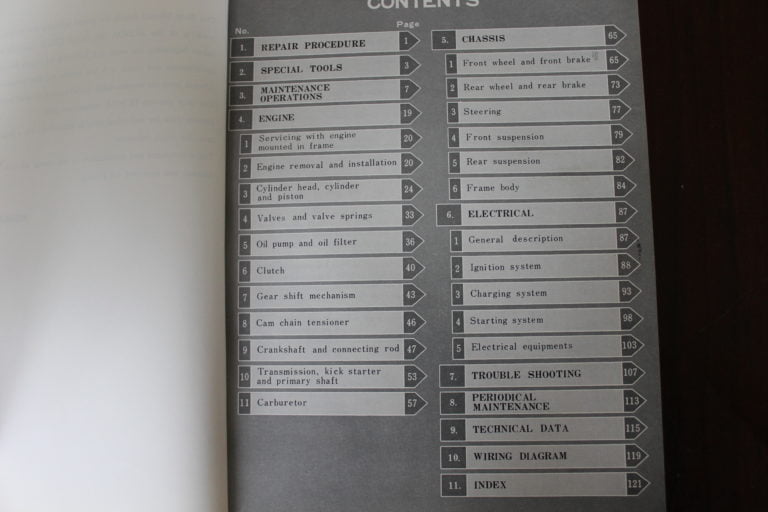 CONTENTS
No. Page
1. REPAIR PROCEDURE 1
2. SPECIAL TOOLS 3
3. MAINTENANCE
OPERATIONS 7
4. ENGINE 19
1 Servicing with engine
mounted in frame 20
2 Engine removal and installation 20
3 Cylinder head, cylinder
and piston 24
4 Valves and valve springs 33
5 Oil pump and oil filter 36
6 Clutch 40
7 Gear shift mechanism 43
8 Cam chain tensioner 46
9 Crankshaft and connecting rod 47
10 Transmission, kick starter
and primary shaft 53
11 Carburetor 57
5. CHASSIS 65
1 Front wheel and front brake 65
2 Rear wheel and rear brake 73
3 Steering 77
4 Front suspension 79
5 Rear suspension 82
6 Frame body 84
6. ELECTRICAL 87
1 General description 87
2 Ignition system 88
3 Charging system 93
4 Starting system 98
5 Electrical equipments 103
7. TROUBLE SHOOTING 107
8. PERIODICAL
MAINTENANCE 113
9. TECHNICAL DATA 115
10. WIRING DIAGRAM 119
11. INDEX 121